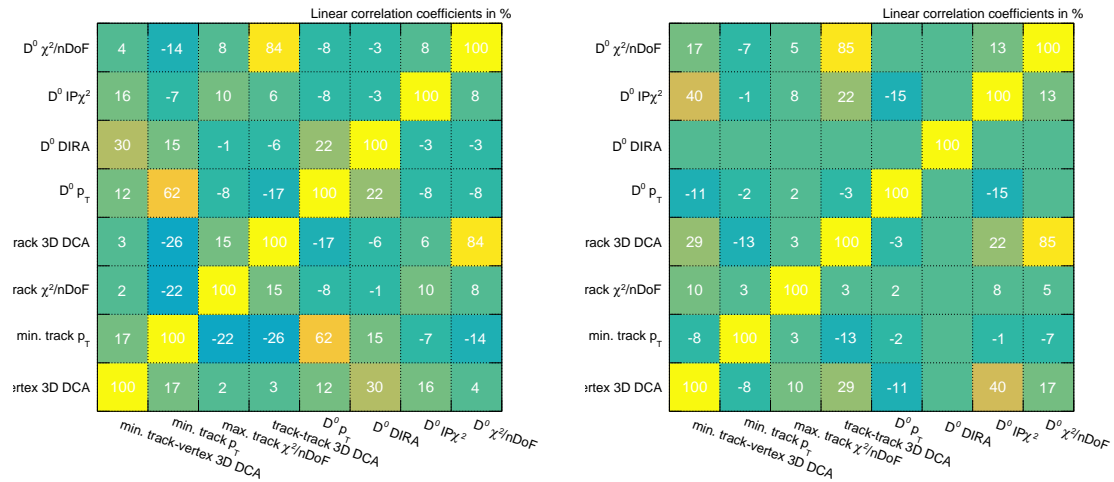 Linear correlation coefficients in %
D⁰ χ²/nDoF 4 -14 8 84 -8 -3 8 100
D⁰ IPχ² 16 -7 10 6 -8 -3 100 8
D⁰ DIRA 30 15 -1 -6 22 100 -3 -3
D⁰ p_T 12 62 -8 -17 100 22 -8 -8
rack 3D DCA 3 -26 15 100 -17 -6 6 84
rack χ²/nDoF 2 -22 100 15 -8 -1 10 8
min. track p_T 17 100 -22 -26 62 15 -7 -14
ertex 3D DCA 100 17 2 3 12 30 16 4
min. track-vertex 3D DCA
min. track p_T
max. track χ²/nDoF
track-track 3D DCA
D⁰ p_T
D⁰ DIRA
D⁰ IPχ²
D⁰ χ²/nDoF
Linear correlation coefficients in %
D⁰ χ²/nDoF 17 -7 5 85 13 100
D⁰ IPχ² 40 -1 8 22 -15 100 13
D⁰ DIRA 100
D⁰ p_T -11 -2 2 -3 100 -15
rack 3D DCA 29 -13 3 100 -3 22 85
rack χ²/nDoF 10 3 100 3 2 8 5
min. track p_T -8 100 3 -13 -2 -1 -7
ertex 3D DCA 100 -8 10 29 -11 40 17
min. track-vertex 3D DCA
min. track p_T
max. track χ²/nDoF
track-track 3D DCA
D⁰ p_T
D⁰ DIRA
D⁰ IPχ²
D⁰ χ²/nDoF